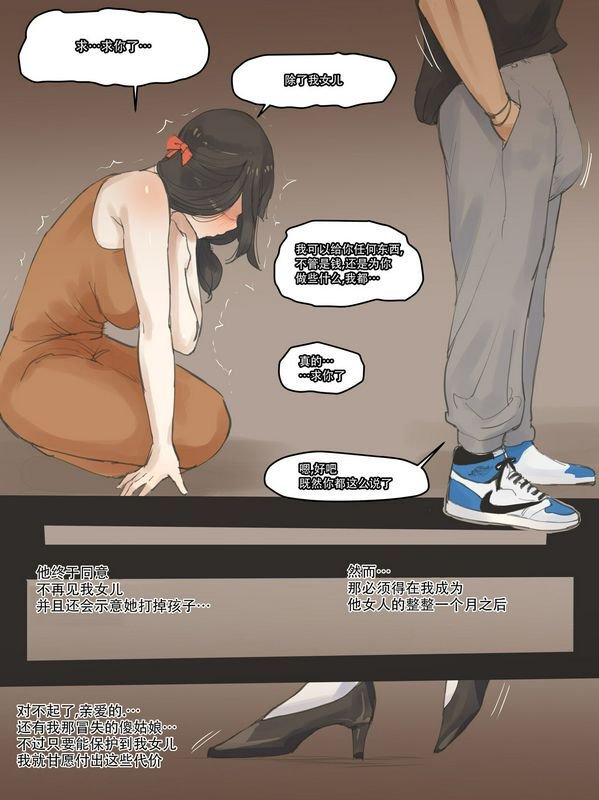 求…求你了…
除了我女儿
我可以给你任何东西,
不管是钱,还是为你
做些什么,我都…
真的…
…求你了
嗯,好吧
既然你都这么说了
他终于同意
不再见我女儿
并且还会示意她打掉孩子…
然而…
那必须得在我成为
他女人的整整一个月之后
对不起了,亲爱的.…
还有我那冒失的傻姑娘…
不过只要能保护到我女儿
我就甘愿付出这些代价